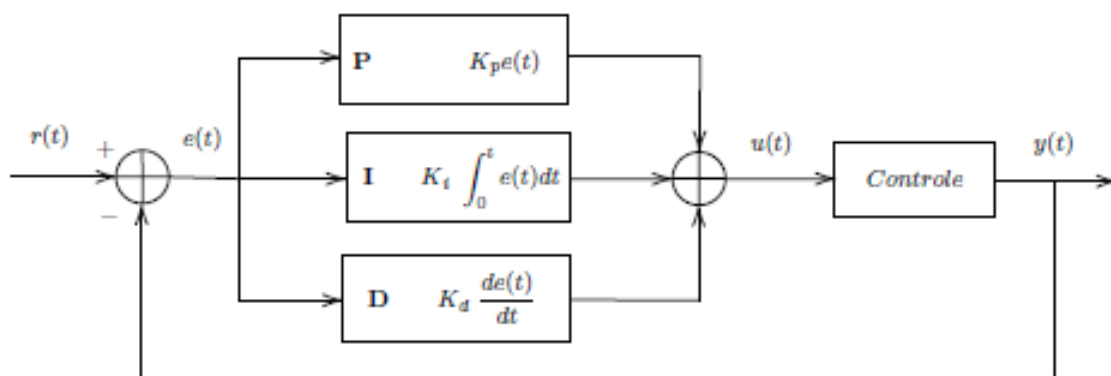 P K_p e(t)
r(t) + e(t) u(t) y(t)
I K_i ∫_0^t e(t)dt Controle
−
D K_d de(t)/dt